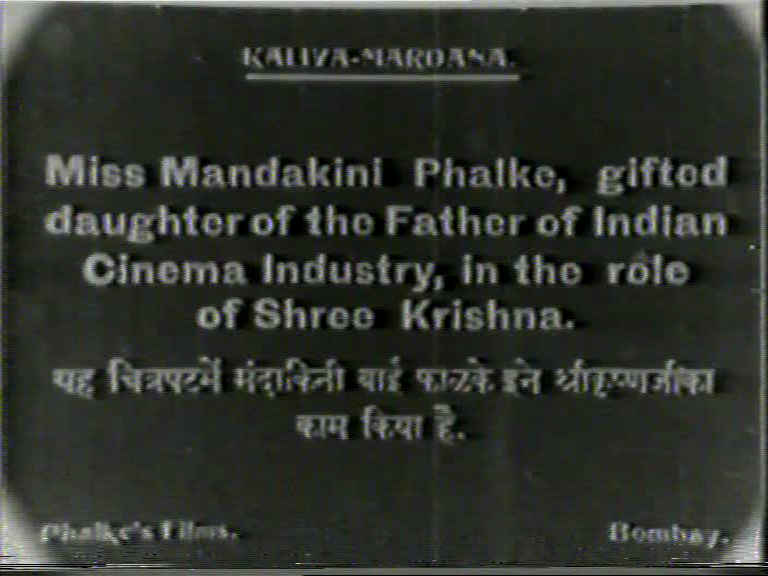 KALIYA-MARDANA.
Miss Mandakini Phalke, gifted
daughter of the Father of Indian
Cinema Industry, in the rôle
of Shree Krishna.
यह चित्रपटमें मंदाकिनी बाई फाळके इने श्रीकृष्णजीका
काम किया है.
Phalke's Films.
Bombay.